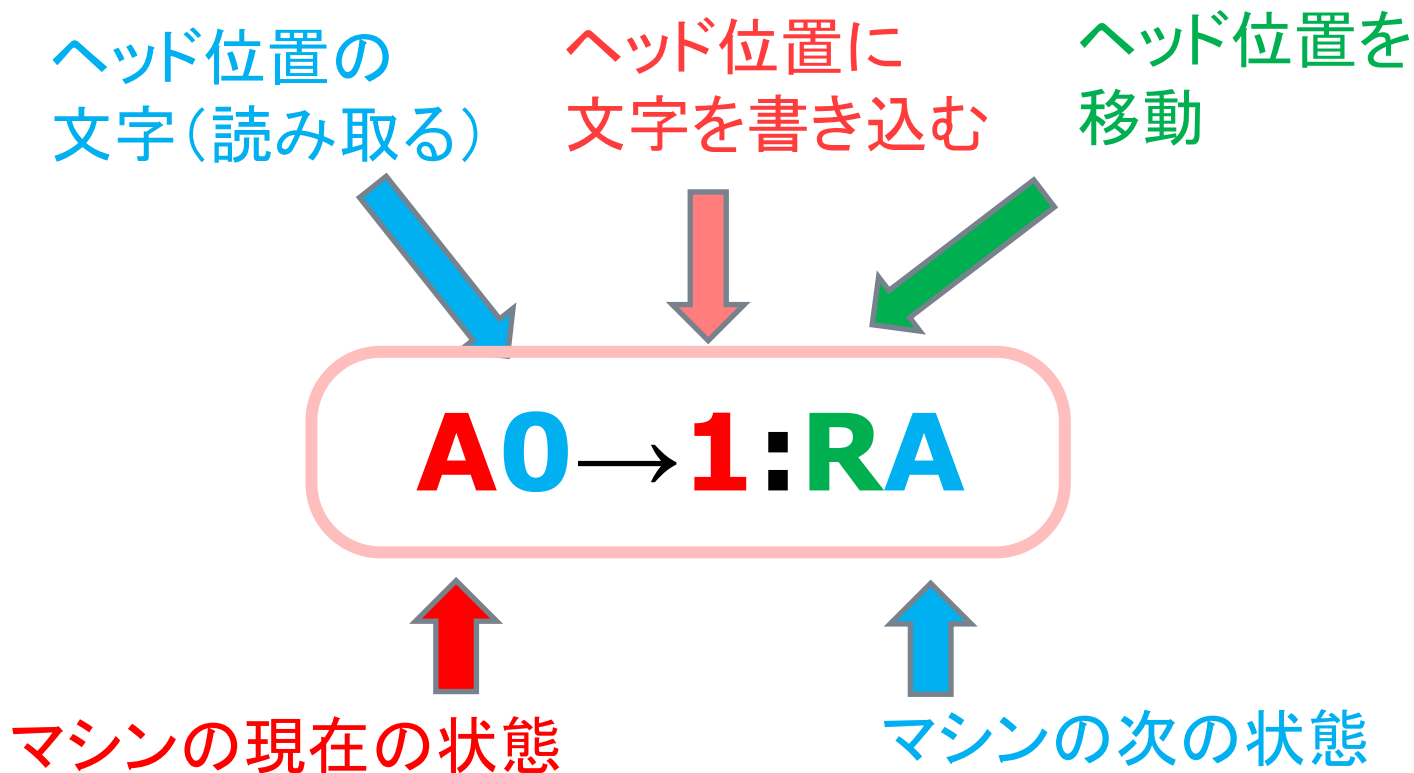 ヘッド位置の
文字（読み取る）
ヘッド位置に
文字を書き込む
ヘッド位置を
移動
A0→1:RA
マシンの現在の状態
マシンの次の状態